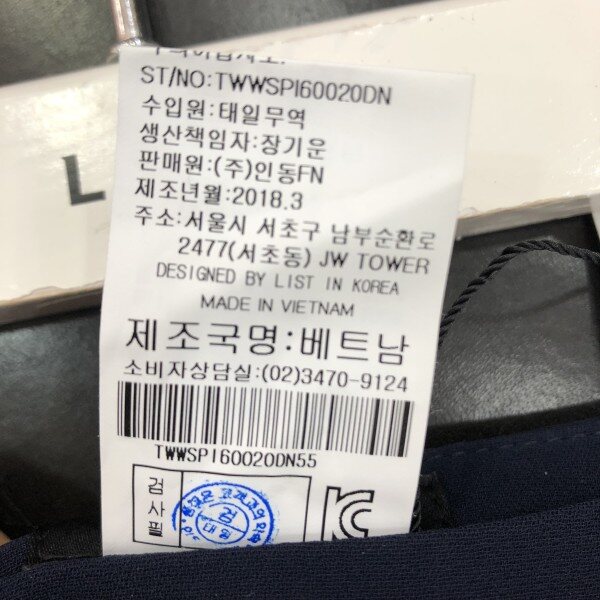 ST/NO:TWWSPI60020DN
수입원:태일무역
생산책임자:장기운
판매원:(주)인동FN
제조년월:2018.3
주소:서울시 서초구 남부순환로
2477(서초동) JW TOWER
DESIGNED BY LIST IN KOREA
MADE IN VIETNAM
제조국명:베트남
소비자상담실:(02)3470-9124
TWWSPI60020DN55
검
사
필
검
태일
L